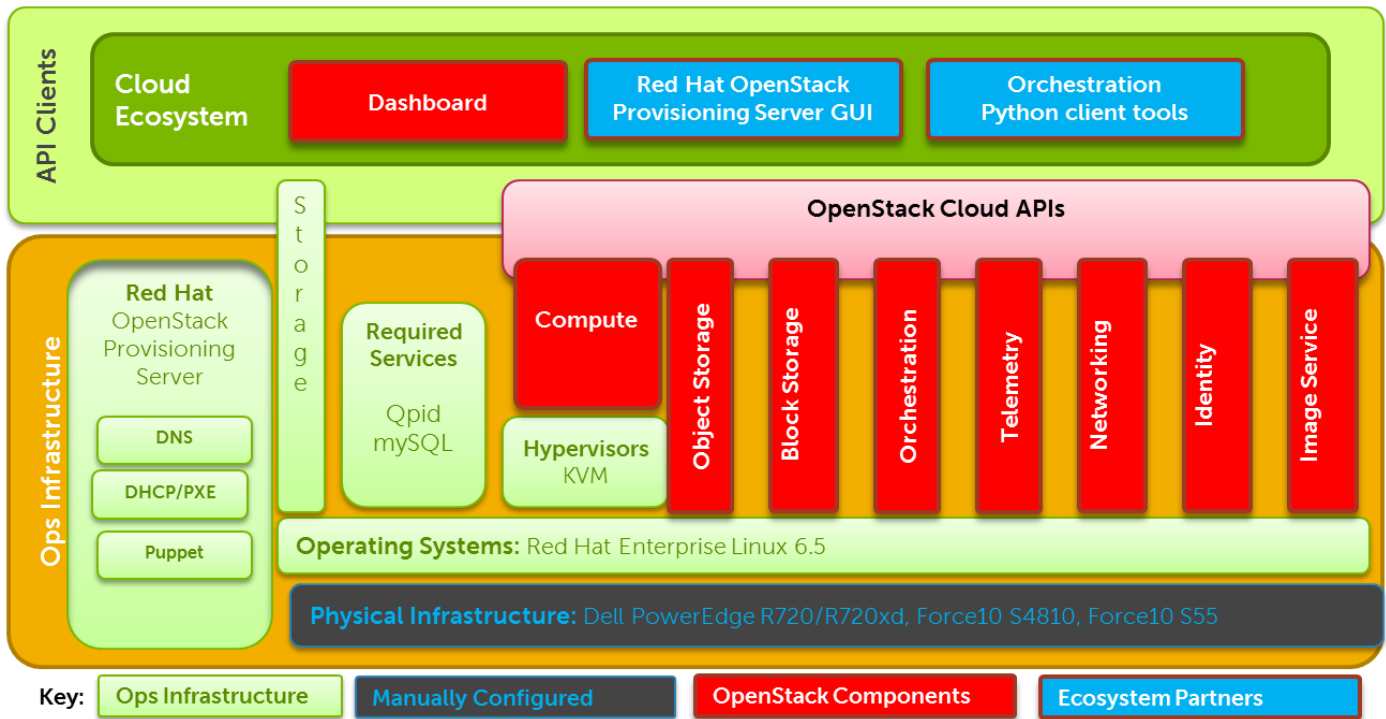 API Clients
Cloud
Ecosystem
Dashboard
Red Hat OpenStack
Provisioning Server GUI
Orchestration
Python client tools
Storage
OpenStack Cloud APIs
Ops Infrastructure
Red Hat
OpenStack
Provisioning
Server
DNS
DHCP/PXE
Puppet
Required
Services
Qpid
mySQL
Compute
Hypervisors
KVM
Object Storage
Block Storage
Orchestration
Telemetry
Networking
Identity
Image Service
Operating Systems: Red Hat Enterprise Linux 6.5
Physical Infrastructure: Dell PowerEdge R720/R720xd, Force10 S4810, Force10 S55
Key:
Ops Infrastructure
Manually Configured
OpenStack Components
Ecosystem Partners